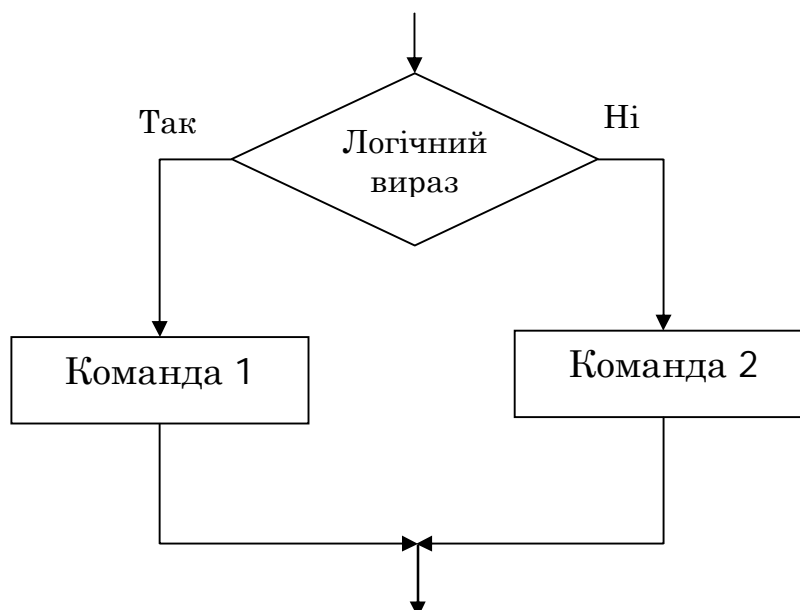 Так
Ні
Логічний
вираз
Команда 1
Команда 2